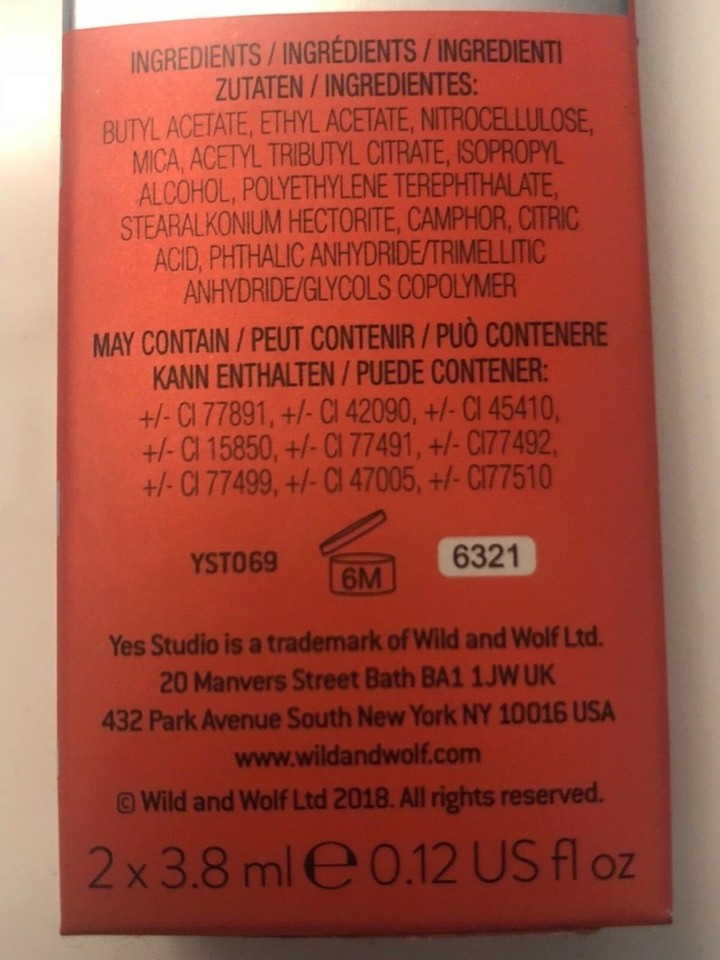 INGREDIENTS / INGRÉDIENTS / INGREDIENTI
ZUTATEN / INGREDIENTES:
BUTYL ACETATE, ETHYL ACETATE, NITROCELLULOSE,
MICA, ACETYL TRIBUTYL CITRATE, ISOPROPYL
ALCOHOL, POLYETHYLENE TEREPHTHALATE,
STEARALKONIUM HECTORITE, CAMPHOR, CITRIC
ACID, PHTHALIC ANHYDRIDE/TRIMELLITIC
ANHYDRIDE/GLYCOLS COPOLYMER
MAY CONTAIN / PEUT CONTENIR / PUÒ CONTENERE
KANN ENTHALTEN / PUEDE CONTENER:
+/- CI 77891, +/- CI 42090, +/- CI 45410,
+/- CI 15850, +/- CI 77491, +/- CI77492,
+/- CI 77499, +/- CI 47005, +/- CI77510
YST069 6M 6321
Yes Studio is a trademark of Wild and Wolf Ltd.
20 Manvers Street Bath BA1 1JW UK
432 Park Avenue South New York NY 10016 USA
www.wildandwolf.com
© Wild and Wolf Ltd 2018. All rights reserved.
2 x 3.8 ml e 0.12 US fl oz